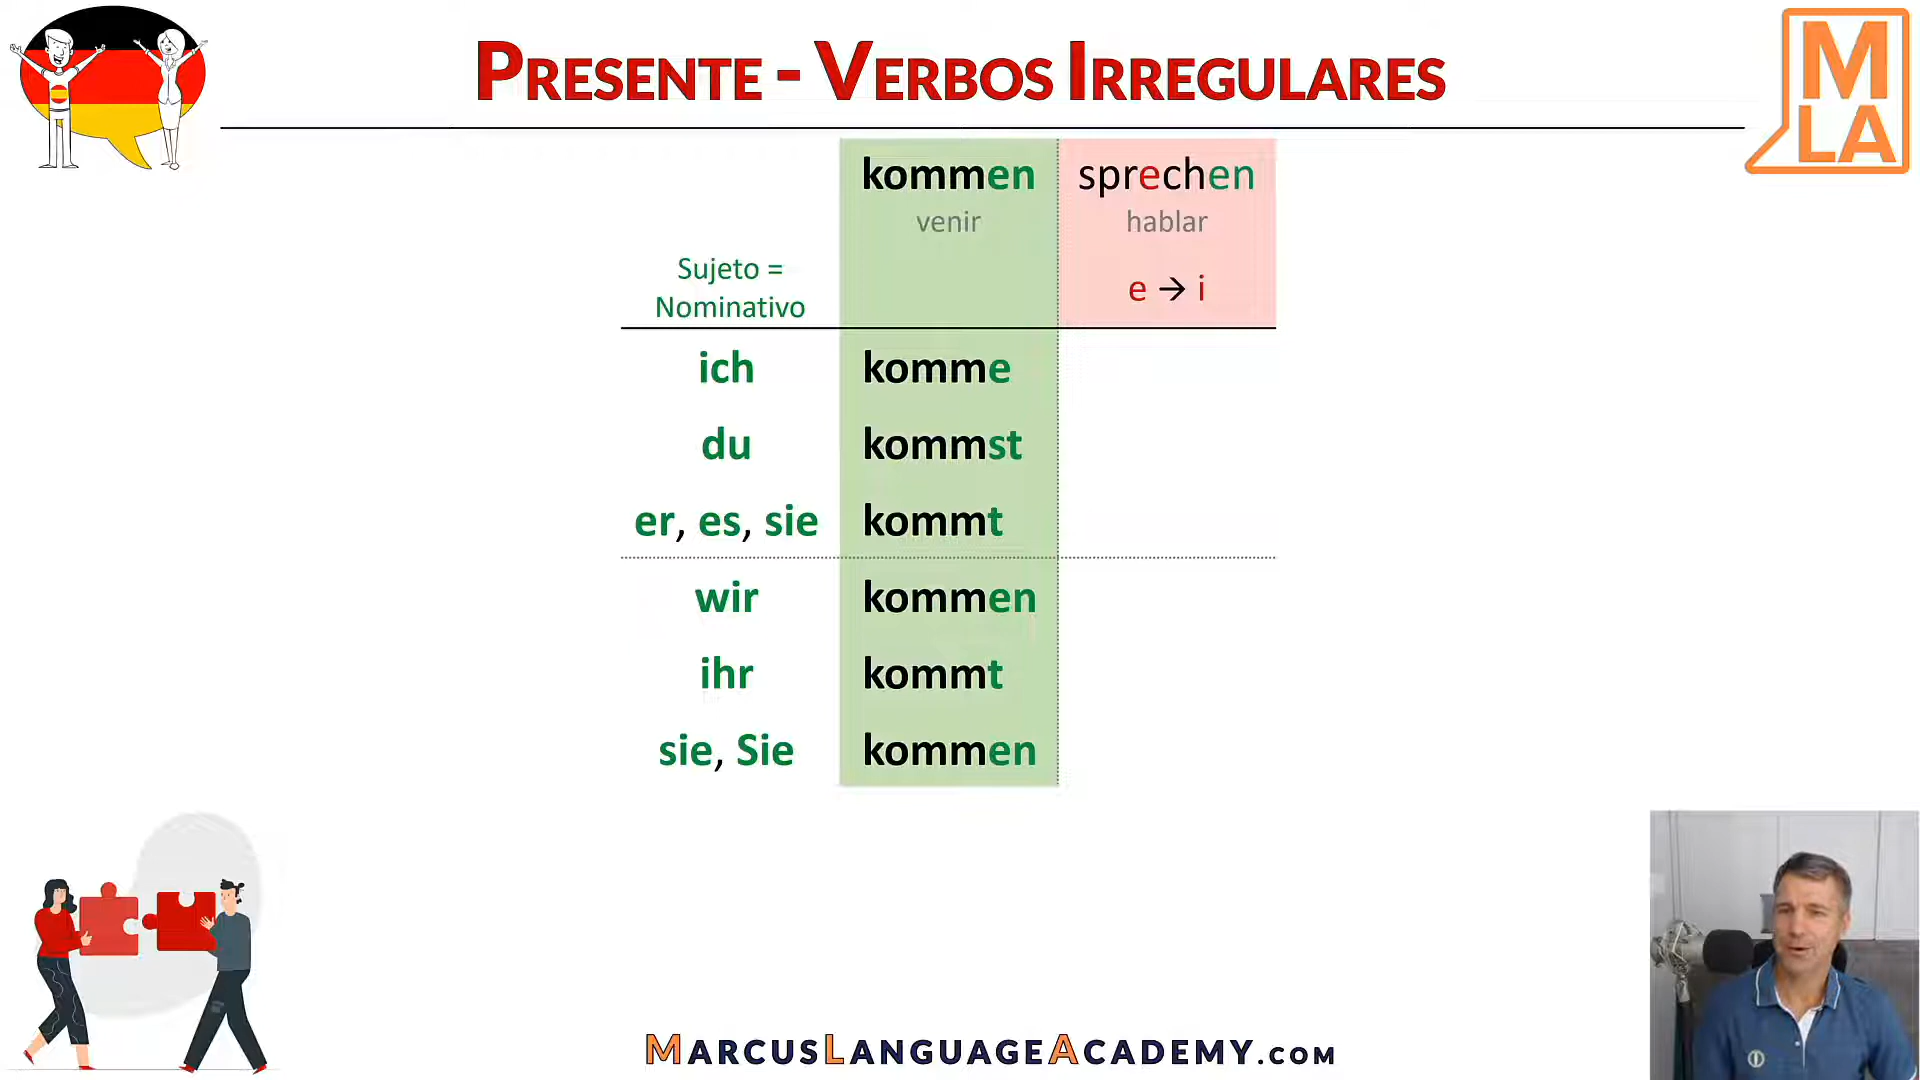 PRESENTE - VERBOS IRREGULARES
M
LA
kommen sprechen
venir hablar
Sujeto =
Nominativo
e → i
ich komme
du kommst
er, es, sie kommt
wir kommen
ihr kommt
sie, Sie kommen
MARCUSLANGUAGEACADEMY.COM